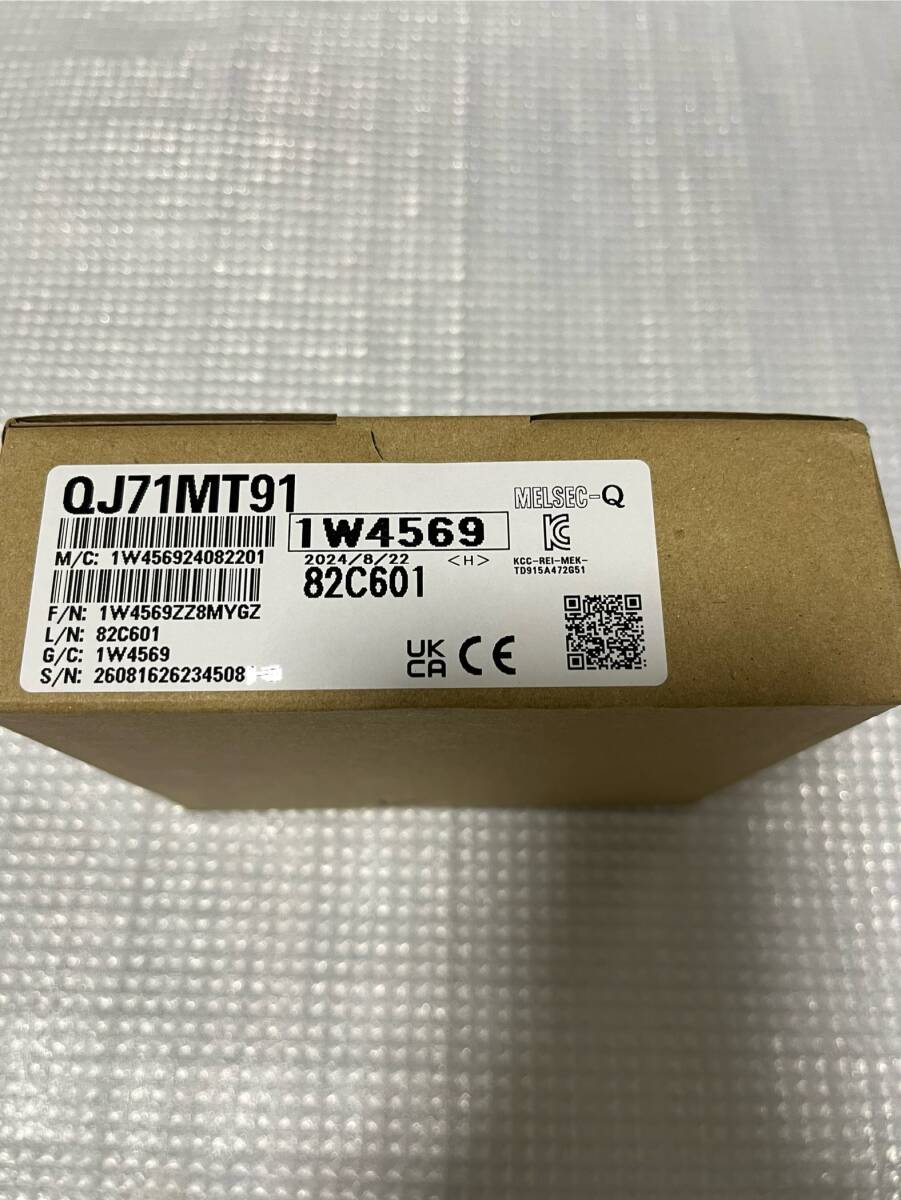 QJ71MT91
MELSEC-Q
1W4569
M/C: 1W456924082201
2024/8/22 <H>
KCC-REI-MEK-
TD915A472G51
82C601
F/N: 1W4569ZZ8MYGZ
L/N: 82C601
G/C: 1W4569
S/N: 26081626234508
UK
CA CE